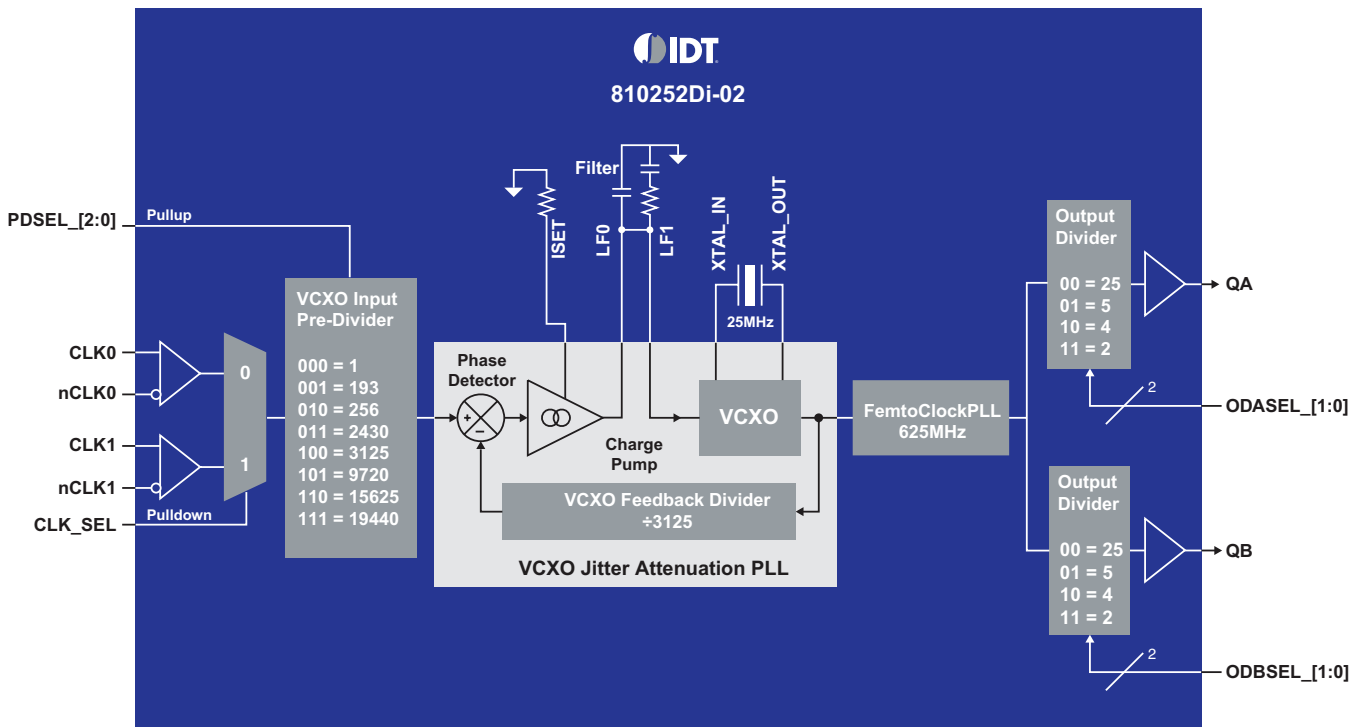 IDT
810252Di-02
PDSEL_[2:0]
Pullup
CLK0
nCLK0
CLK1
nCLK1
CLK_SEL
Pulldown
0
1
VCXO Input
Pre-Divider
000 = 1
001 = 193
010 = 256
011 = 2430
100 = 3125
101 = 9720
110 = 15625
111 = 19440
ISET
Filter
LF0
LF1
XTAL_IN
XTAL_OUT
25MHz
Phase
Detector
+
−
Charge
Pump
VCXO
VCXO Feedback Divider
÷3125
VCXO Jitter Attenuation PLL
FemtoClockPLL
625MHz
Output
Divider
00 = 25
01 = 5
10 = 4
11 = 2
QA
2
ODASEL_[1:0]
Output
Divider
00 = 25
01 = 5
10 = 4
11 = 2
QB
2
ODBSEL_[1:0]